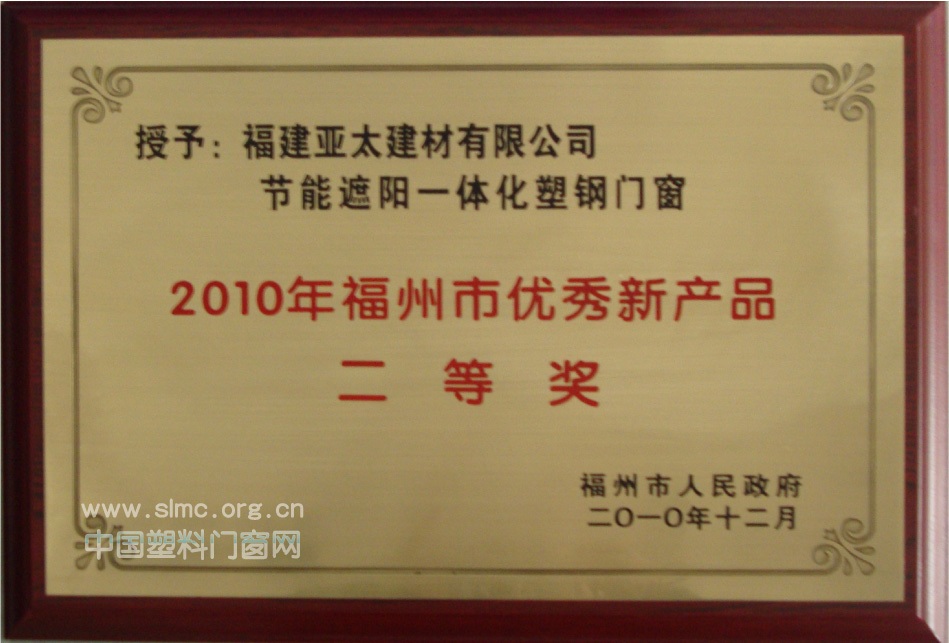 授予：福建亚太建材有限公司
节能遮阳一体化塑钢门窗
2010年福州市优秀新产品
二等奖
福州市人民政府
二〇一〇年十二月
www.slmc.org.cn
中国塑料门窗网